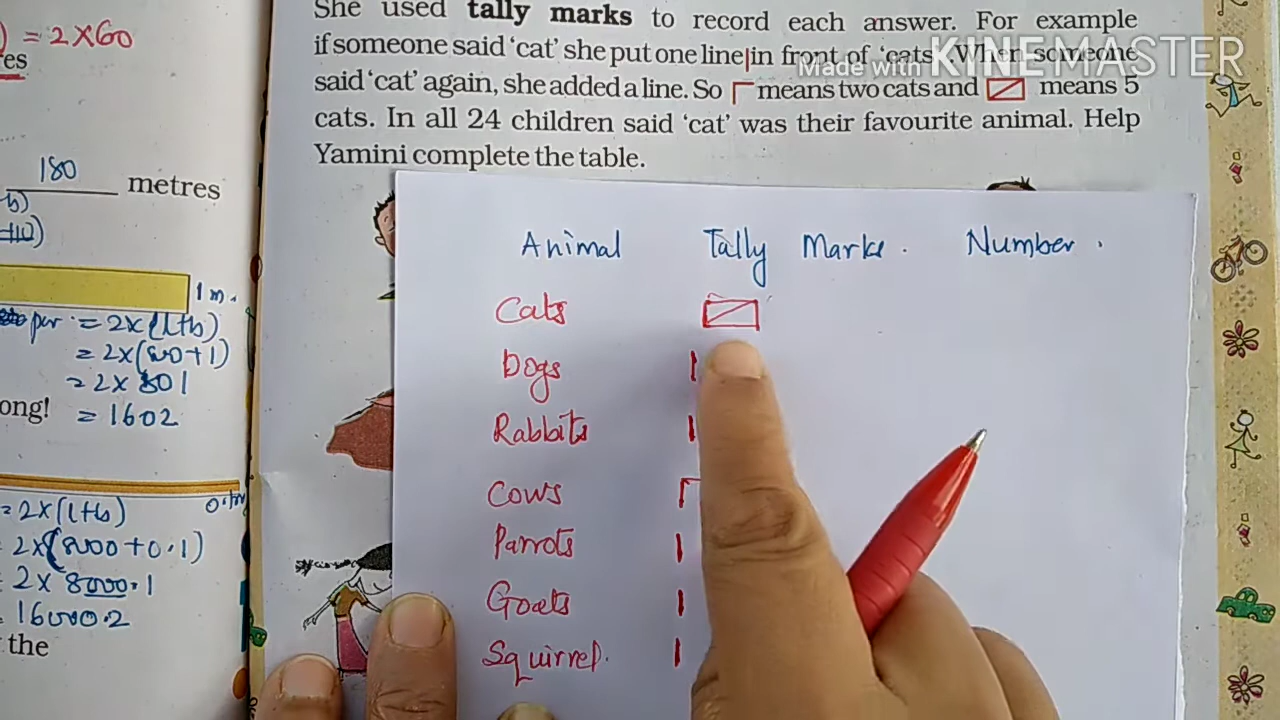 ) = 2x60
res
180
metres
b)
1 m.
per = 2x(l+b)
= 2x(800+1)
= 2x 801
ong!
= 1602
= 2x(l+b)
2x(8000+0.1)
2x 8000.1
16000.2
the
She used tally marks to record each answer. For example
if someone said 'cat' she put one line in front of 'cats'. When someone
Made with KINEMASTER
said 'cat' again, she added a line. So means two cats and means 5
cats. In all 24 children said 'cat' was their favourite animal. Help
Yamini complete the table.
Animal Tally Marks. Number.
Cats
Dogs
Rabbits
Cows
Parrots
Goats
Squirrel.